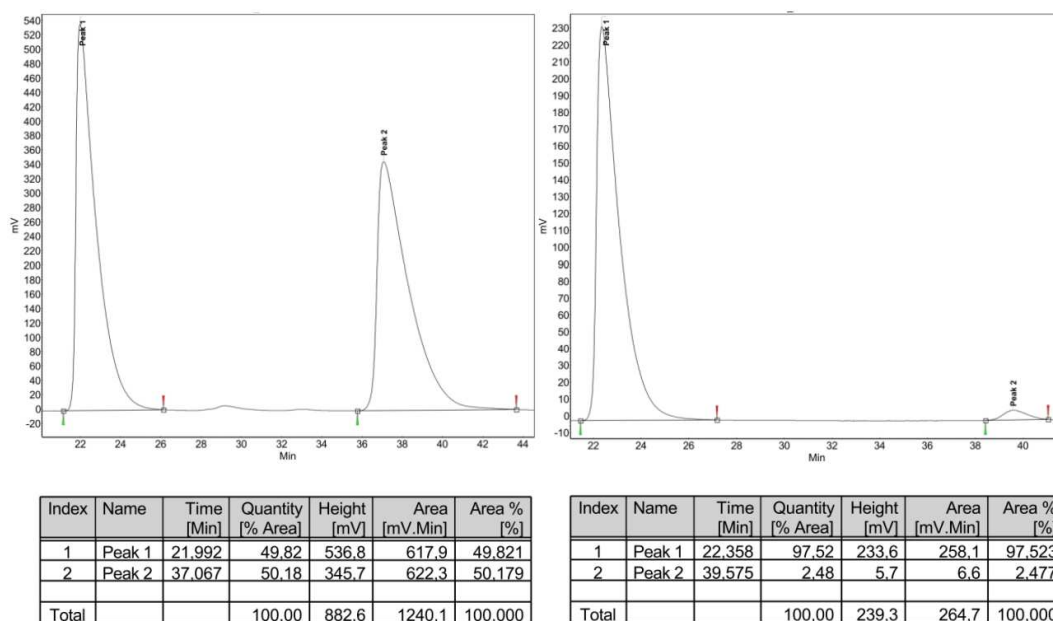 540
520
500
480
460
440
420
400
380
360
340
320
300
280
260
240
220
200
180
160
140
120
100
80
60
40
20
0
-20
mV
Peak 1
Peak 2
22 24 26 28 30 32 34 36 38 40 42 44
Min
230
220
210
200
190
180
170
160
150
140
130
120
110
100
90
80
70
60
50
40
30
20
10
0
-10
mV
Peak 1
Peak 2
22 24 26 28 30 32 34 36 38 40
Min
Index Name Time Quantity Height Area Area %
[Min] [% Area] [mV] [mV.Min] [%]
1 Peak 1 21,992 49,82 536,8 617,9 49,821
2 Peak 2 37,067 50,18 345,7 622,3 50,179
Total 100,00 882,6 1240,1 100,000
Index Name Time Quantity Height Area Area %
[Min] [% Area] [mV] [mV.Min] [%]
1 Peak 1 22,358 97,52 233,6 258,1 97,523
2 Peak 2 39,575 2,48 5,7 6,6 2,477
Total 100,00 239,3 264,7 100,000